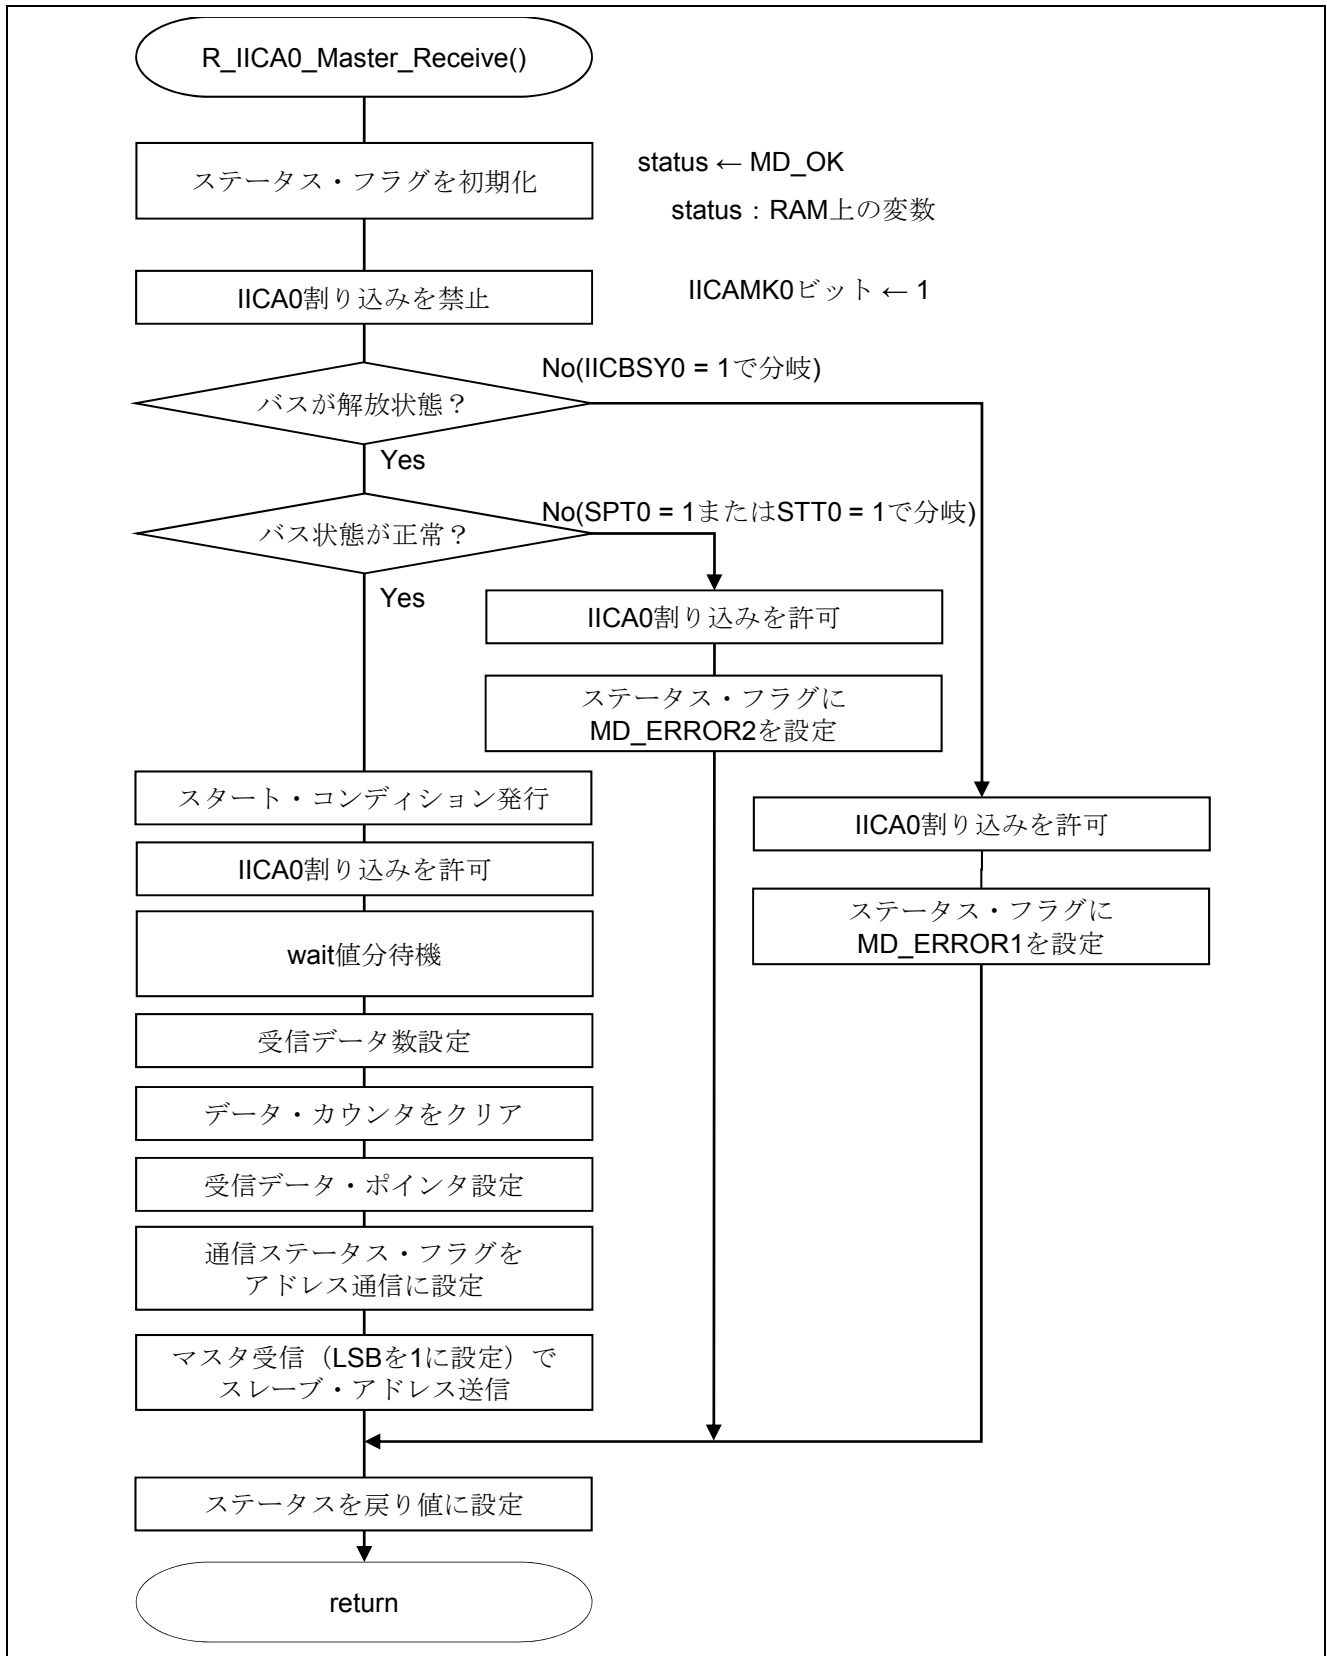 R_IICA0_Master_Receive()
ステータス・フラグを初期化
status ← MD_OK
status：RAM上の変数
IICA0割り込みを禁止
IICAMK0ビット ← 1
No(IICBSY0 = 1で分岐)
バスが解放状態？
Yes
No(SPT0 = 1またはSTT0 = 1で分岐)
バス状態が正常？
Yes
IICA0割り込みを許可
ステータス・フラグに
MD_ERROR2を設定
スタート・コンディション発行
IICA0割り込みを許可
IICA0割り込みを許可
ステータス・フラグに
MD_ERROR1を設定
wait値分待機
受信データ数設定
データ・カウンタをクリア
受信データ・ポインタ設定
通信ステータス・フラグを
アドレス通信に設定
マスタ受信（LSBを1に設定）で
スレーブ・アドレス送信
ステータスを戻り値に設定
return